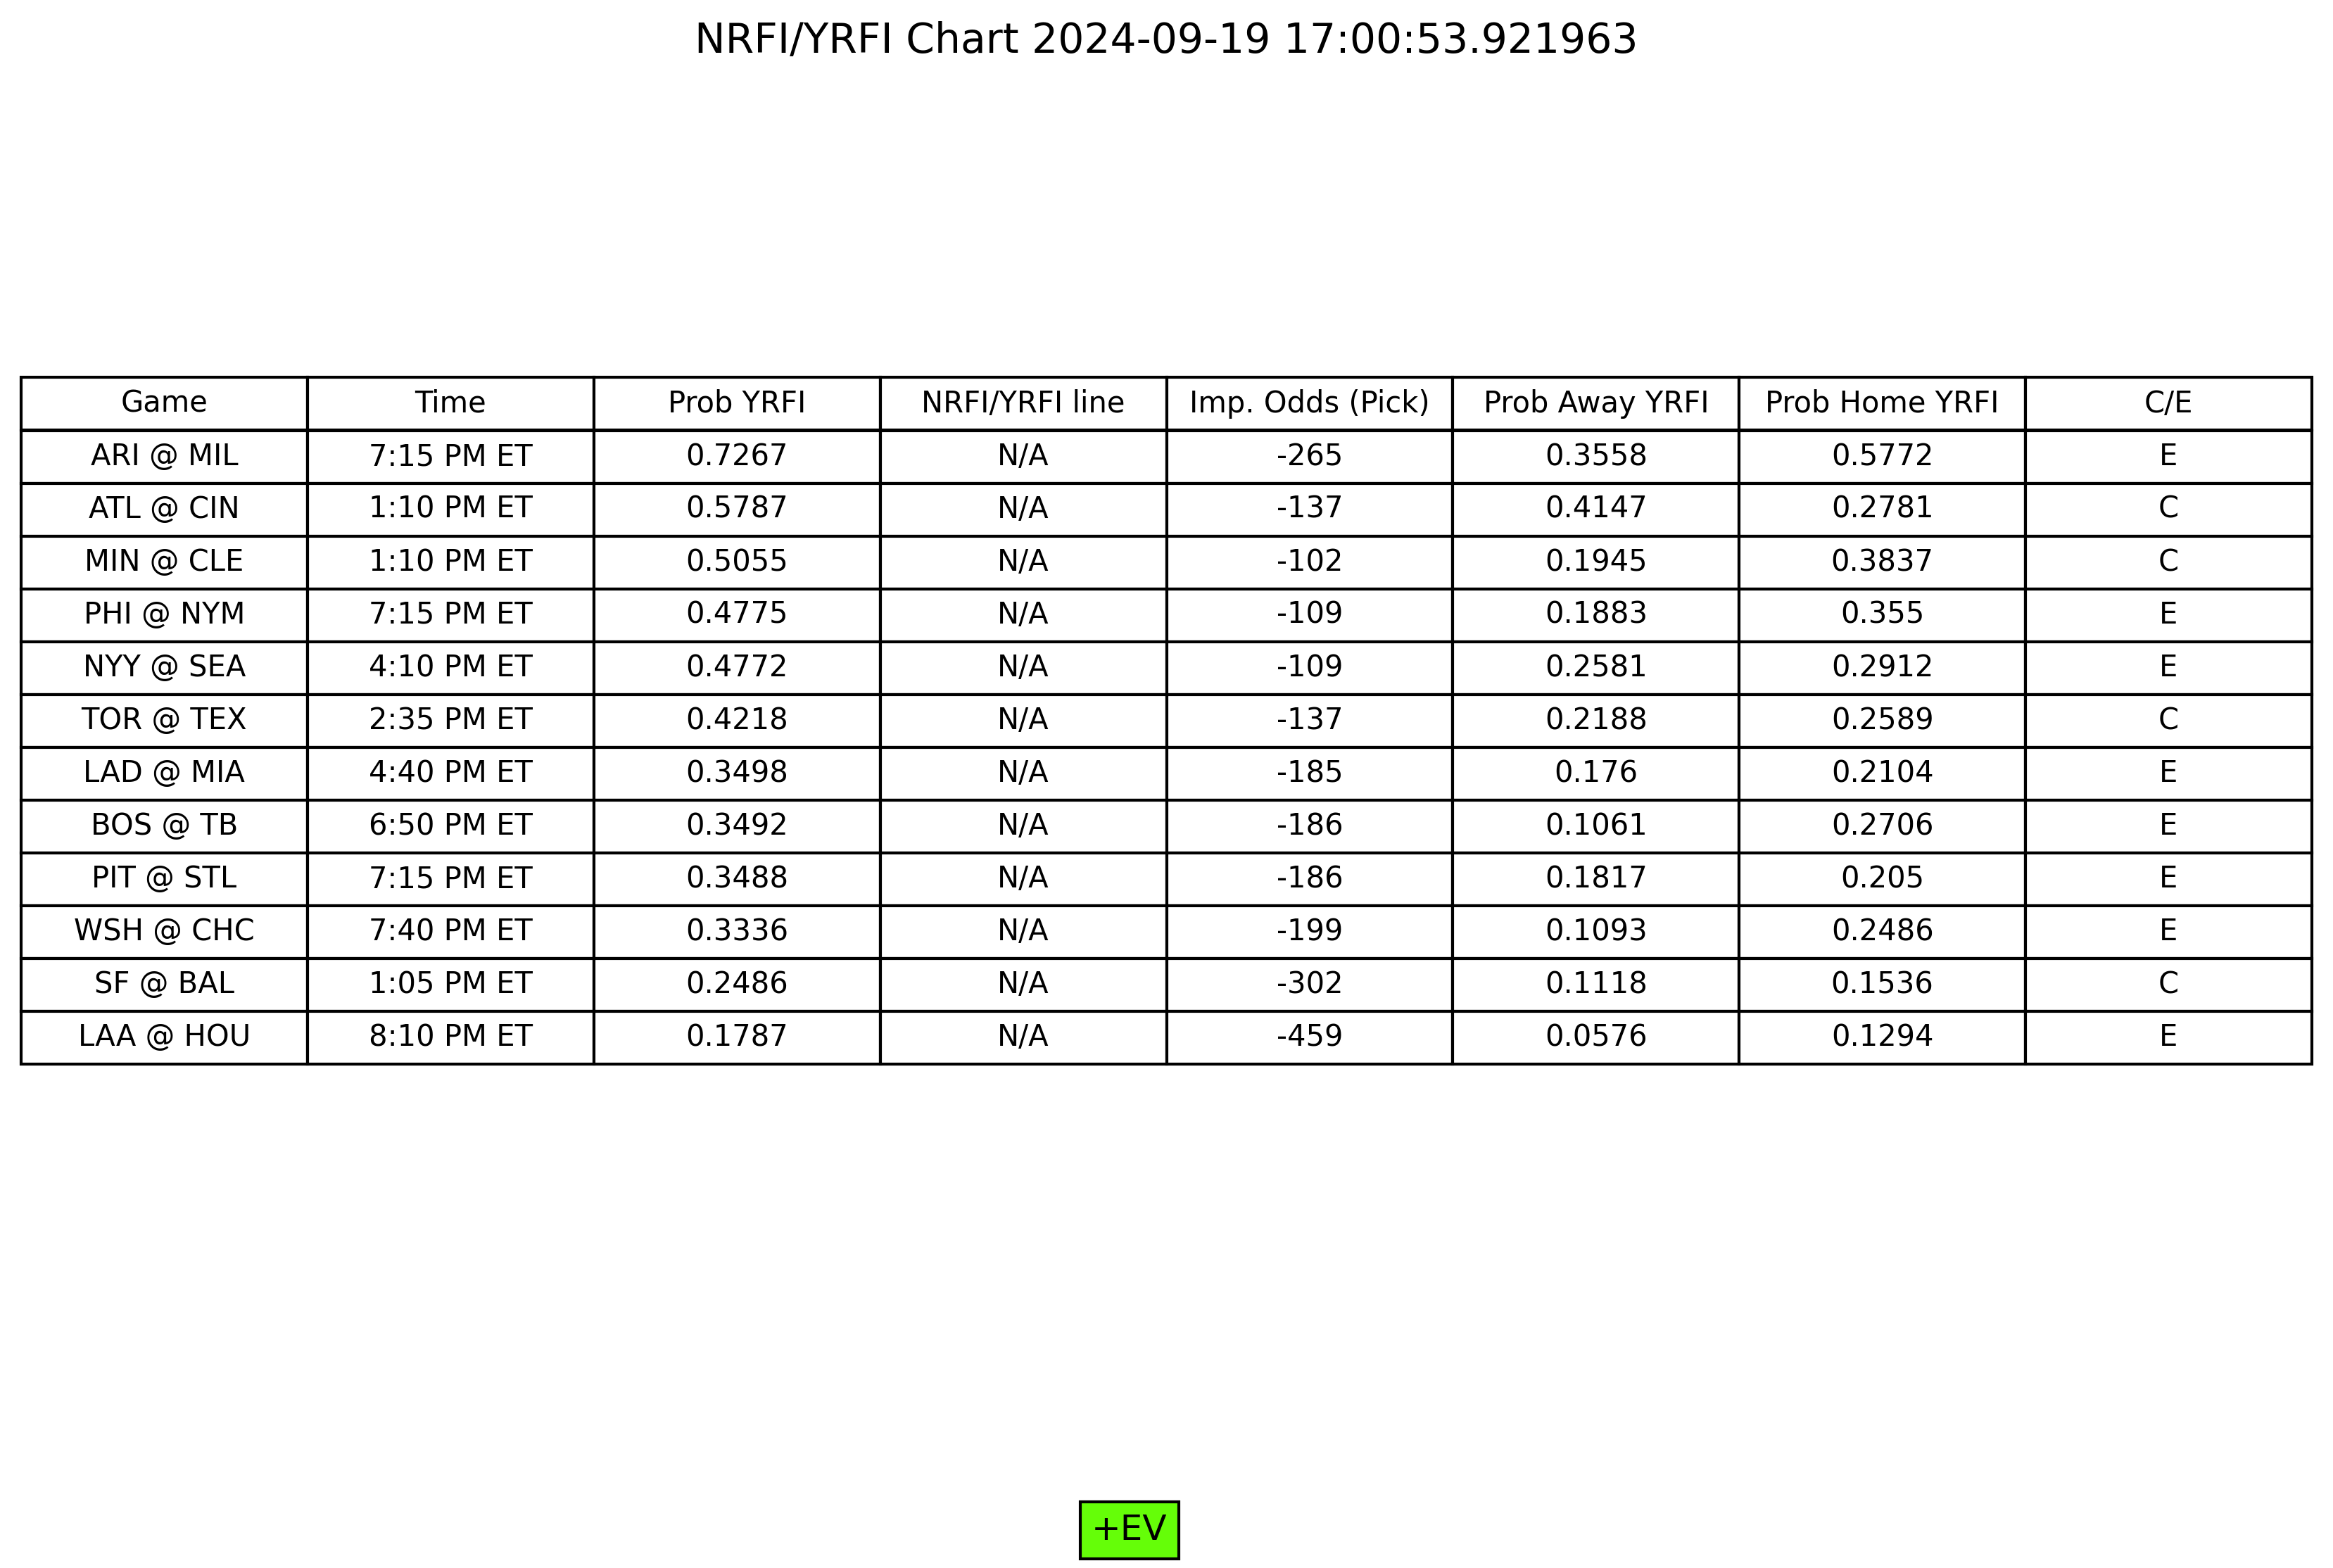 NRFI/YRFI Chart 2024-09-19 17:00:53.921963
Game Time Prob YRFI NRFI/YRFI line Imp. Odds (Pick) Prob Away YRFI Prob Home YRFI C/E
ARI @ MIL 7:15 PM ET 0.7267 N/A -265 0.3558 0.5772 E
ATL @ CIN 1:10 PM ET 0.5787 N/A -137 0.4147 0.2781 C
MIN @ CLE 1:10 PM ET 0.5055 N/A -102 0.1945 0.3837 C
PHI @ NYM 7:15 PM ET 0.4775 N/A -109 0.1883 0.355 E
NYY @ SEA 4:10 PM ET 0.4772 N/A -109 0.2581 0.2912 E
TOR @ TEX 2:35 PM ET 0.4218 N/A -137 0.2188 0.2589 C
LAD @ MIA 4:40 PM ET 0.3498 N/A -185 0.176 0.2104 E
BOS @ TB 6:50 PM ET 0.3492 N/A -186 0.1061 0.2706 E
PIT @ STL 7:15 PM ET 0.3488 N/A -186 0.1817 0.205 E
WSH @ CHC 7:40 PM ET 0.3336 N/A -199 0.1093 0.2486 E
SF @ BAL 1:05 PM ET 0.2486 N/A -302 0.1118 0.1536 C
LAA @ HOU 8:10 PM ET 0.1787 N/A -459 0.0576 0.1294 E
+EV